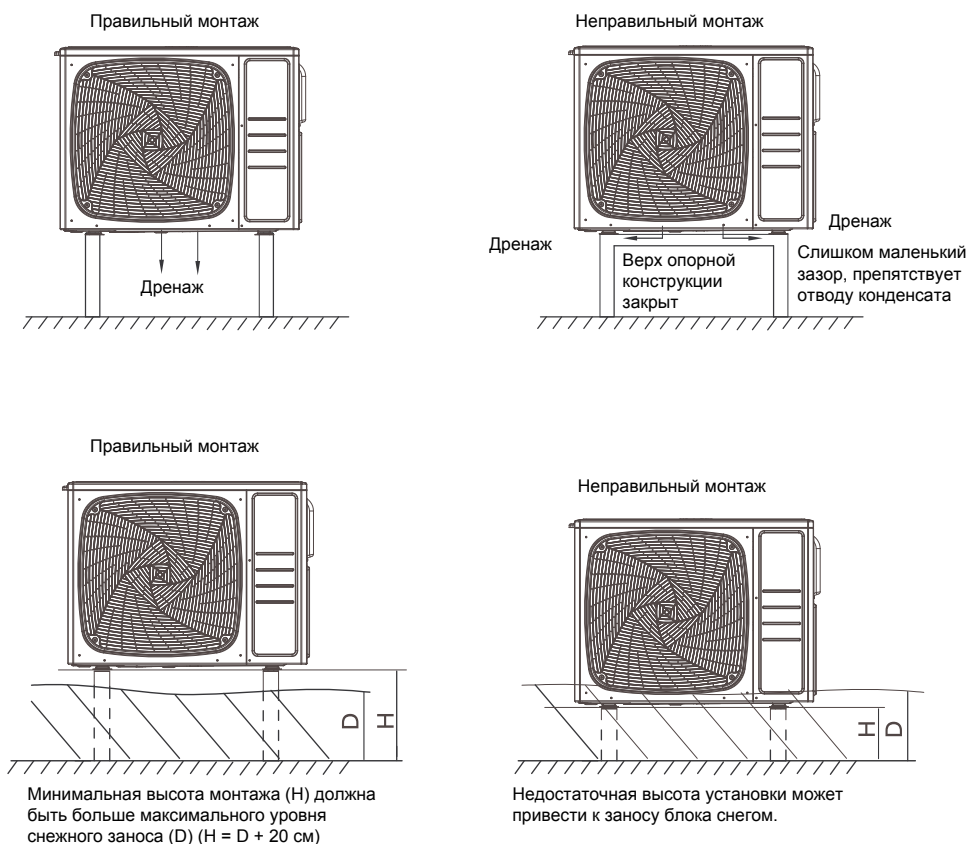 Правильный монтаж
Неправильный монтаж
Дренаж
Дренаж
Верх опорной
конструкции
закрыт
Дренаж
Слишком маленький
зазор, препятствует
отводу конденсата
Правильный монтаж
Неправильный монтаж
D
H
H
D
Минимальная высота монтажа (H) должна
быть больше максимального уровня
снежного заноса (D) (H = D + 20 см)
Недостаточная высота установки может
привести к заносу блока снегом.